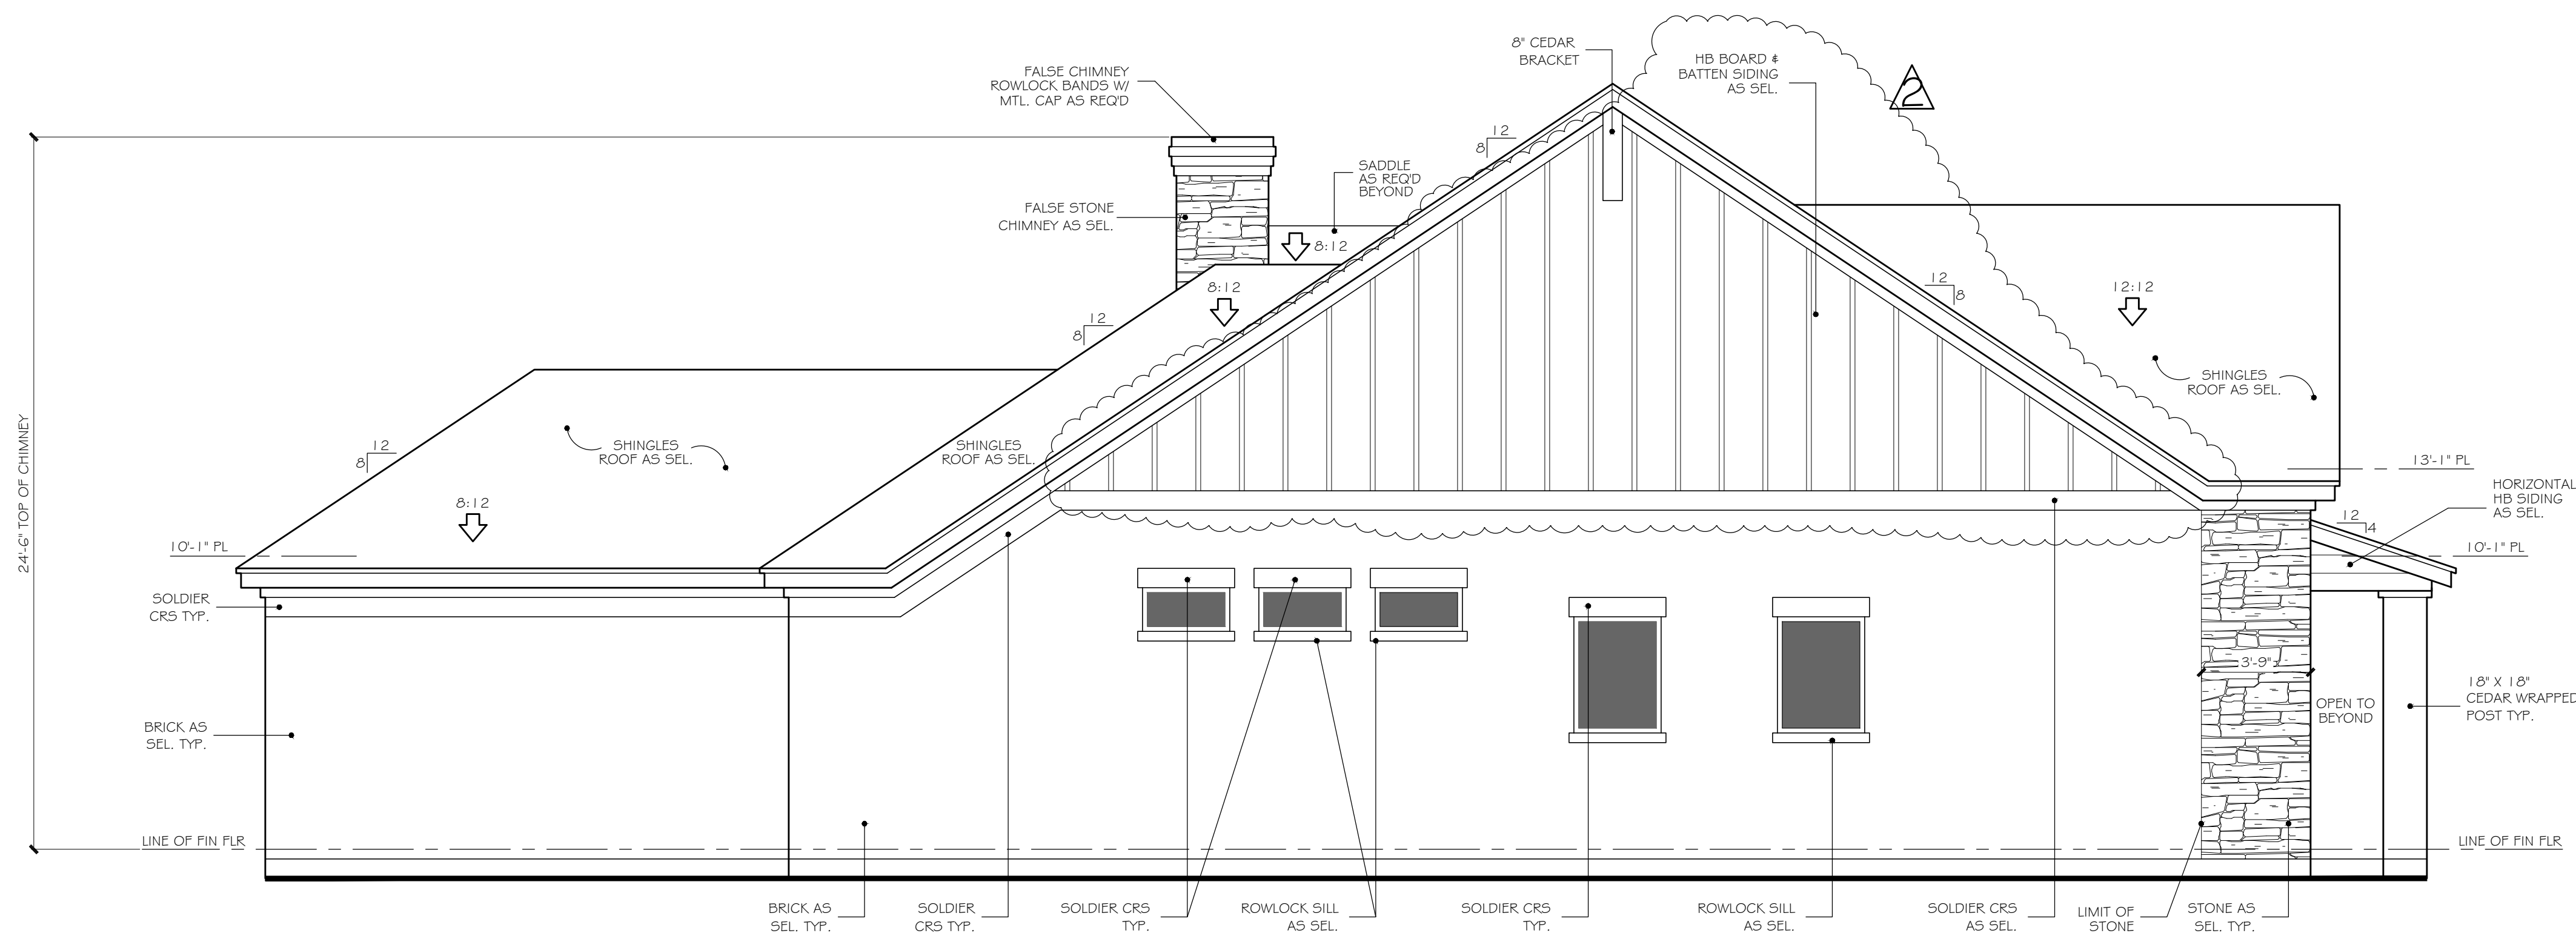 8" CEDAR
BRACKET
HB BOARD &
BATTEN SIDING
AS SEL.
2
FALSE CHIMNEY
ROWLOCK BANDS W/
MTL. CAP AS REQ'D
12
8
SADDLE
AS REQ'D
BEYOND
FALSE STONE
CHIMNEY AS SEL.
8:12
8:12
12
8
12
8
12:12
SHINGLES
ROOF AS SEL.
24'-6" TOP OF CHIMNEY
12
8
SHINGLES
ROOF AS SEL.
SHINGLES
ROOF AS SEL.
8:12
13'-1" PL
HORIZONTAL
HB SIDING
AS SEL.
12
4
10'-1" PL
10'-1" PL
SOLDIER
CRS TYP.
3'-9"
BRICK AS
SEL. TYP.
OPEN TO
BEYOND
18" X 18"
CEDAR WRAPPED
POST TYP.
LINE OF FIN FLR
LINE OF FIN FLR
BRICK AS
SEL. TYP.
SOLDIER
CRS TYP.
SOLDIER CRS
TYP.
ROWLOCK SILL
AS SEL.
SOLDIER CRS
TYP.
ROWLOCK SILL
AS SEL.
SOLDIER CRS
AS SEL.
LIMIT OF
STONE
STONE AS
SEL. TYP.